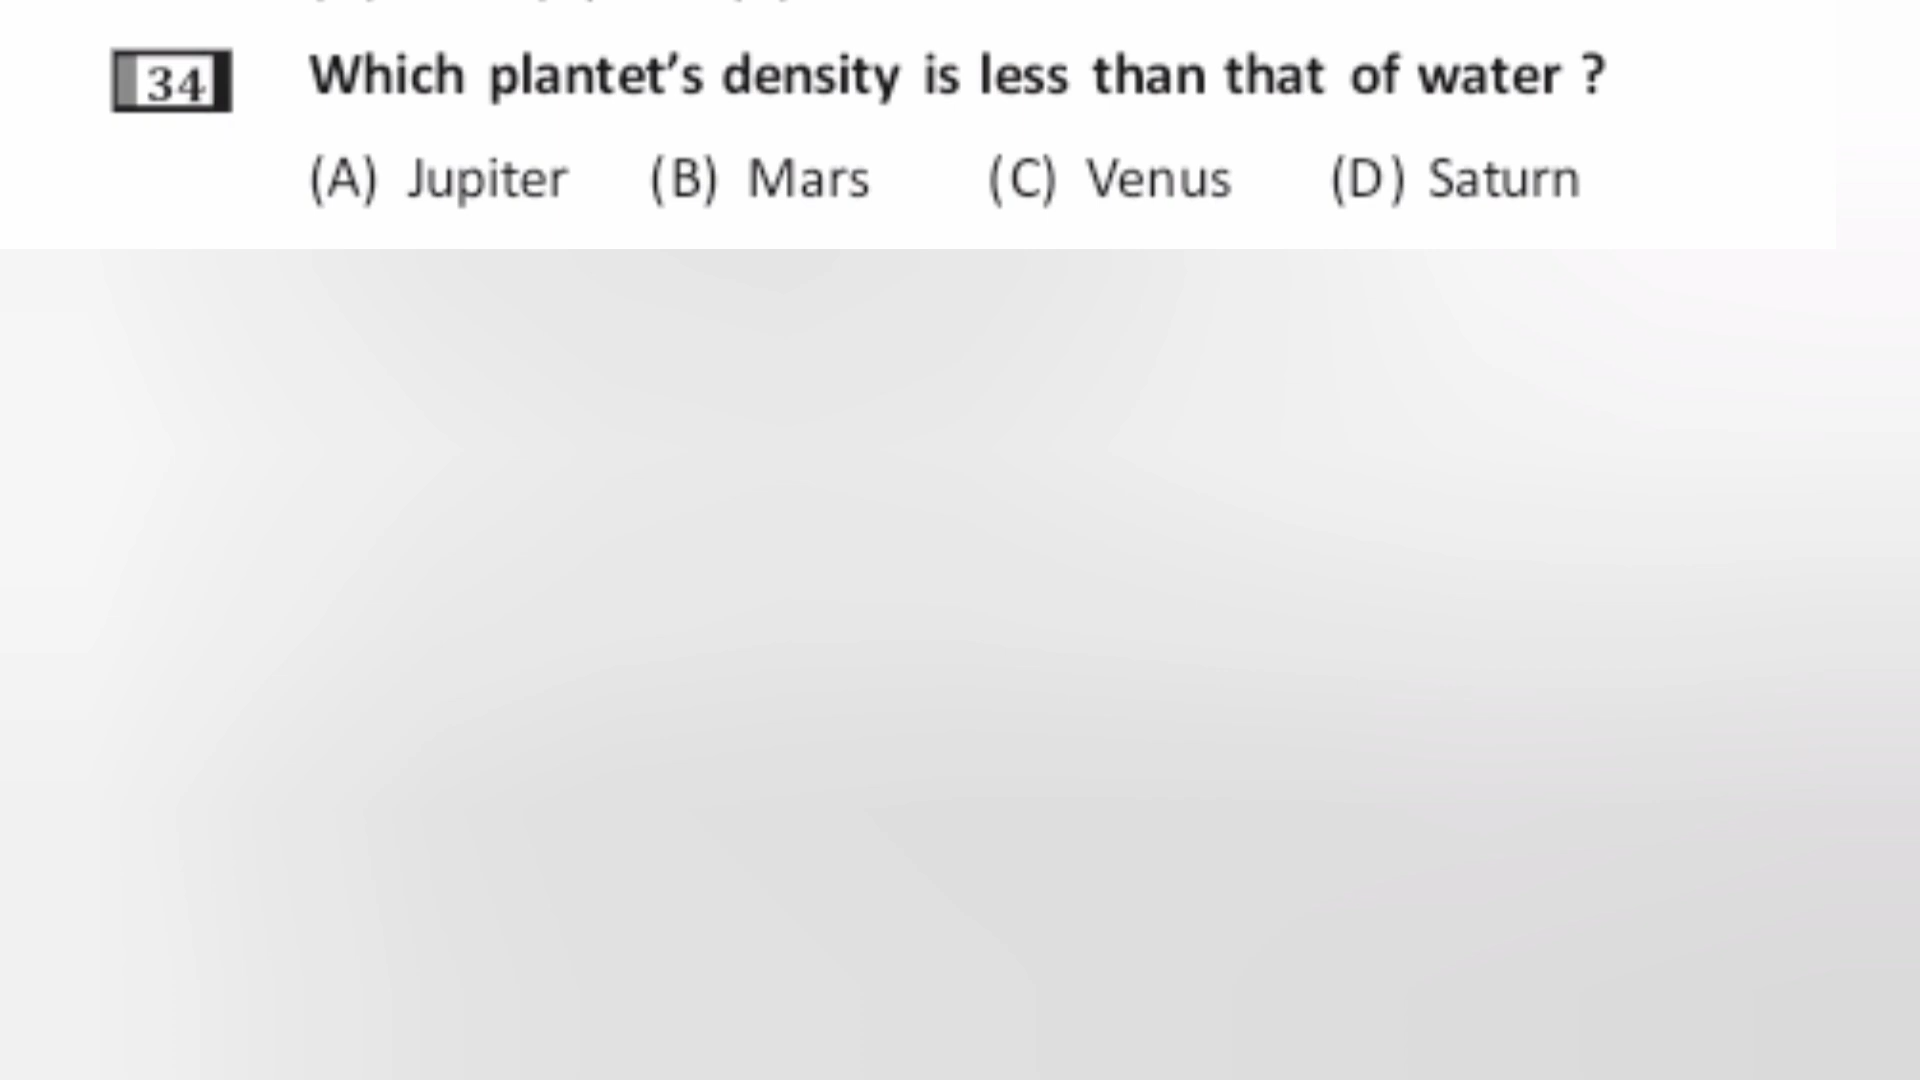 34 Which plantet’s density is less than that of water ?
(A) Jupiter (B) Mars (C) Venus (D) Saturn